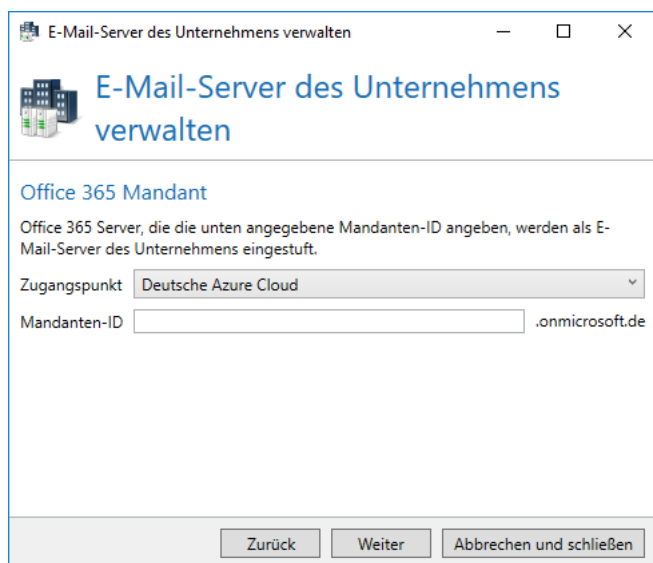 E-Mail-Server des Unternehmens verwalten
E-Mail-Server des Unternehmens
verwalten
Office 365 Mandant
Office 365 Server, die die unten angegebene Mandanten-ID angeben, werden als E-
Mail-Server des Unternehmens eingestuft.
Zugangspunkt Deutsche Azure Cloud
Mandanten-ID .onmicrosoft.de
Zurück Weiter Abbrechen und schließen